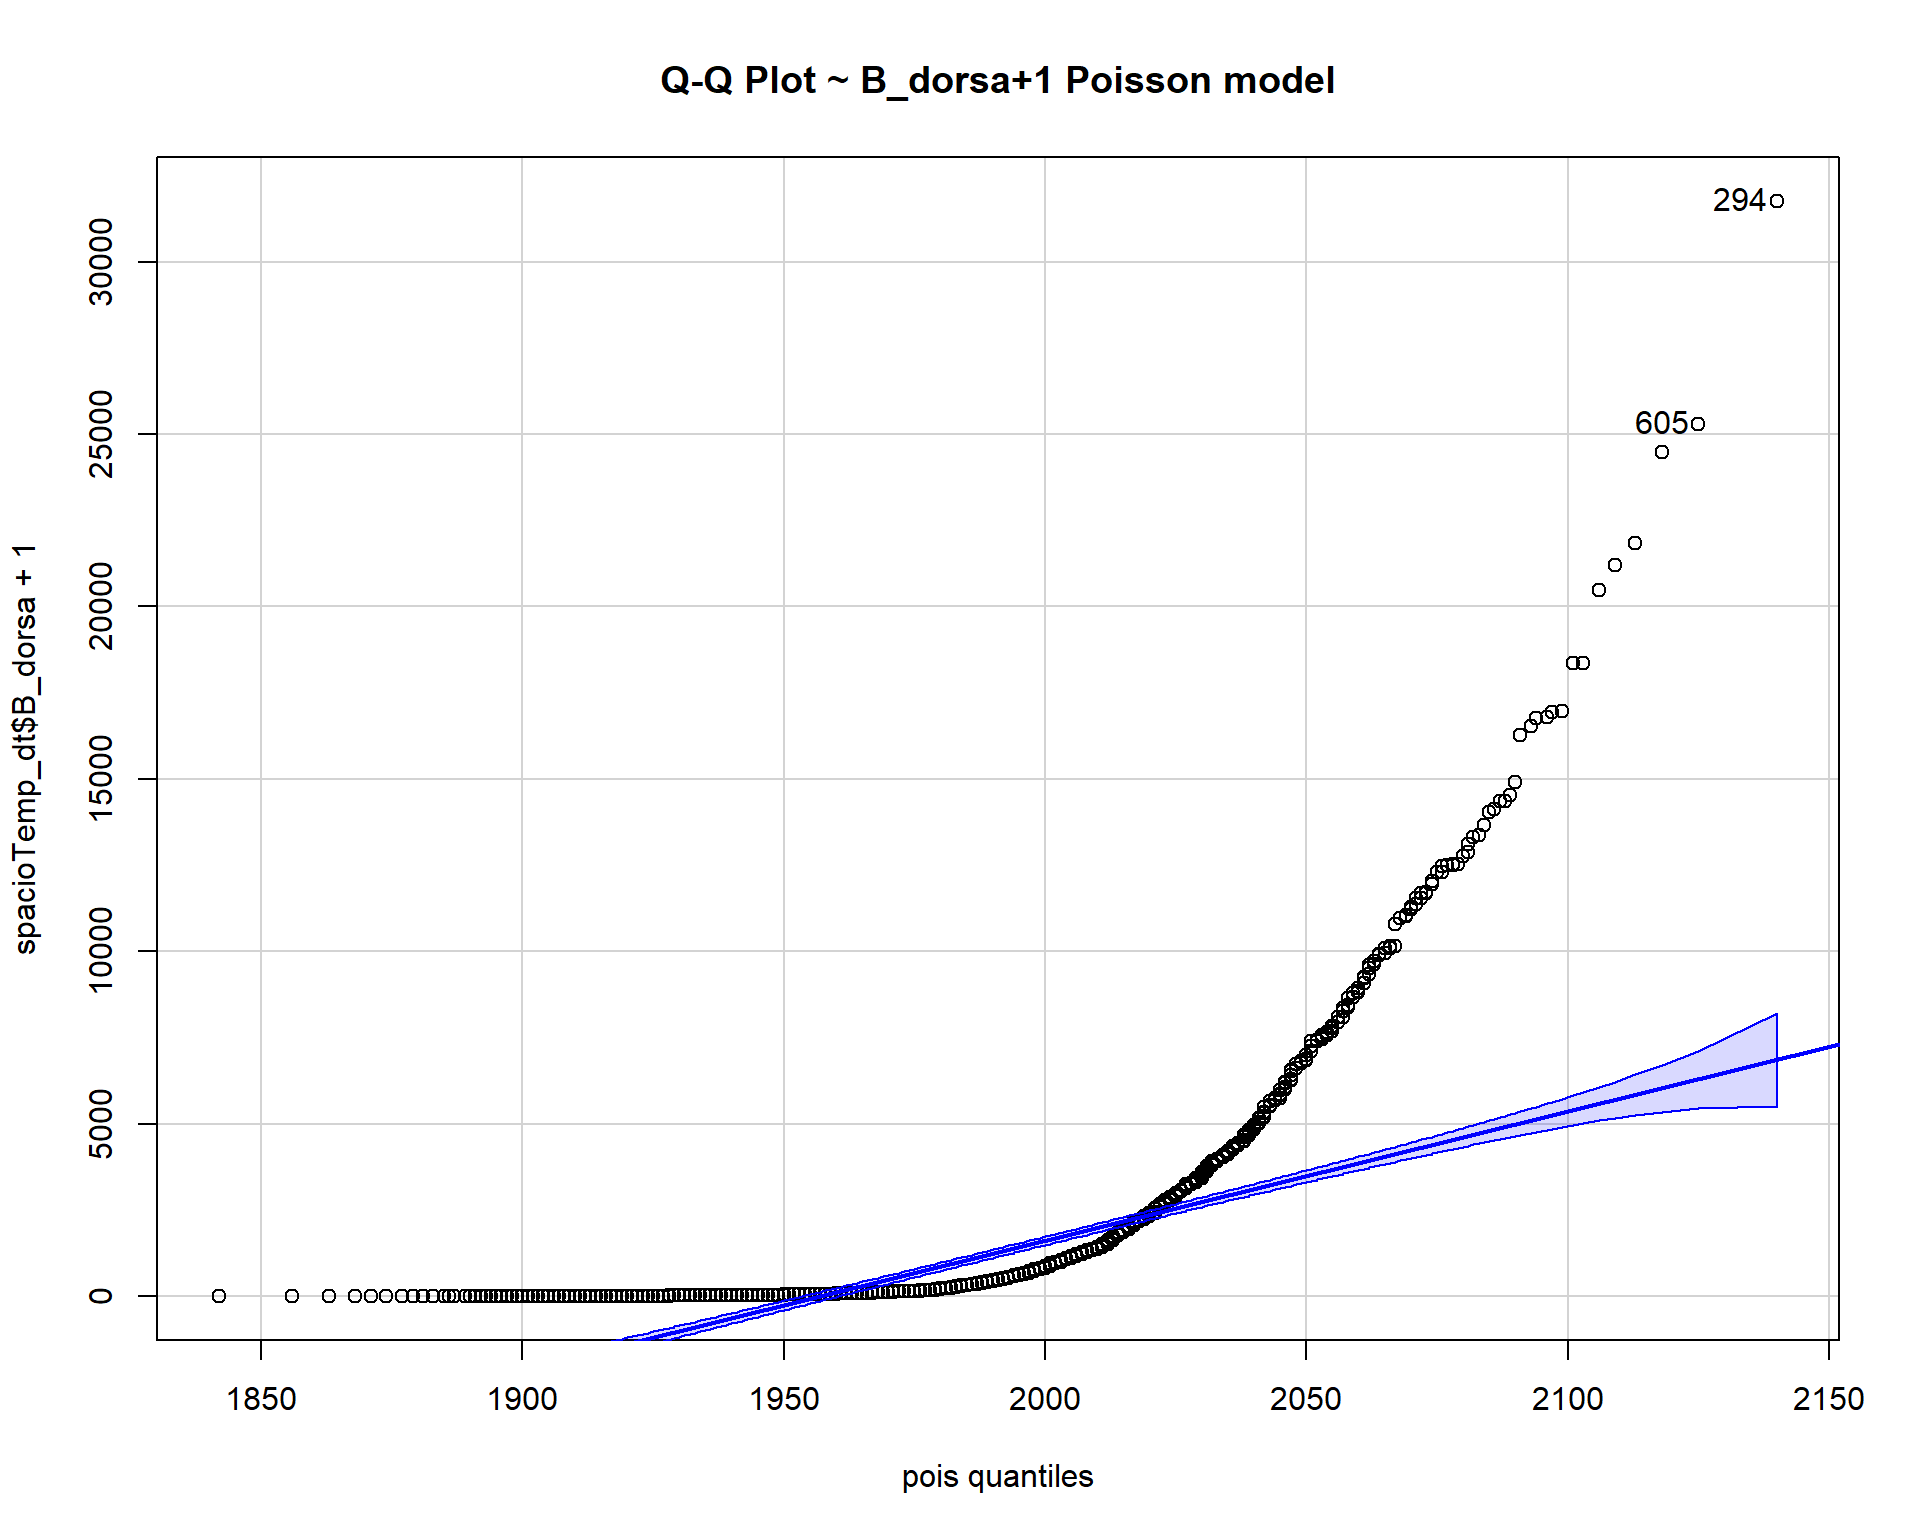 Q-Q Plot ~ B_dorsa+1 Poisson model
294
605
30000
25000
20000
15000
10000
5000
0
spacioTemp_dt$B_dorsa + 1
1850 1900 1950 2000 2050 2100 2150
pois quantiles